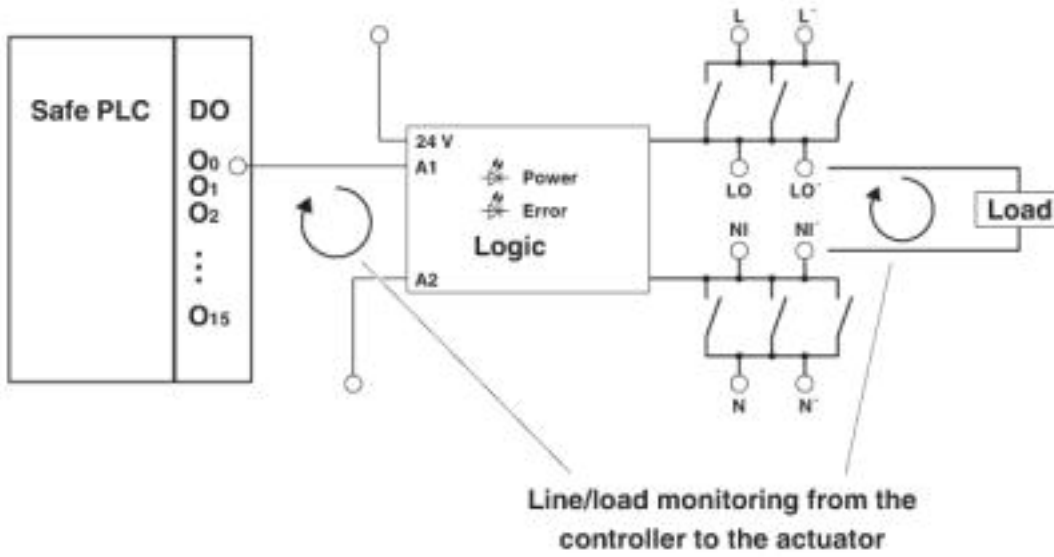 L L-
Safe PLC DO
24 V
O0
A1
O1
Power
O2
Error
LO LO-
Load
Logic
NI NI-
A2
O15
N N-
Line/load monitoring from the
controller to the actuator